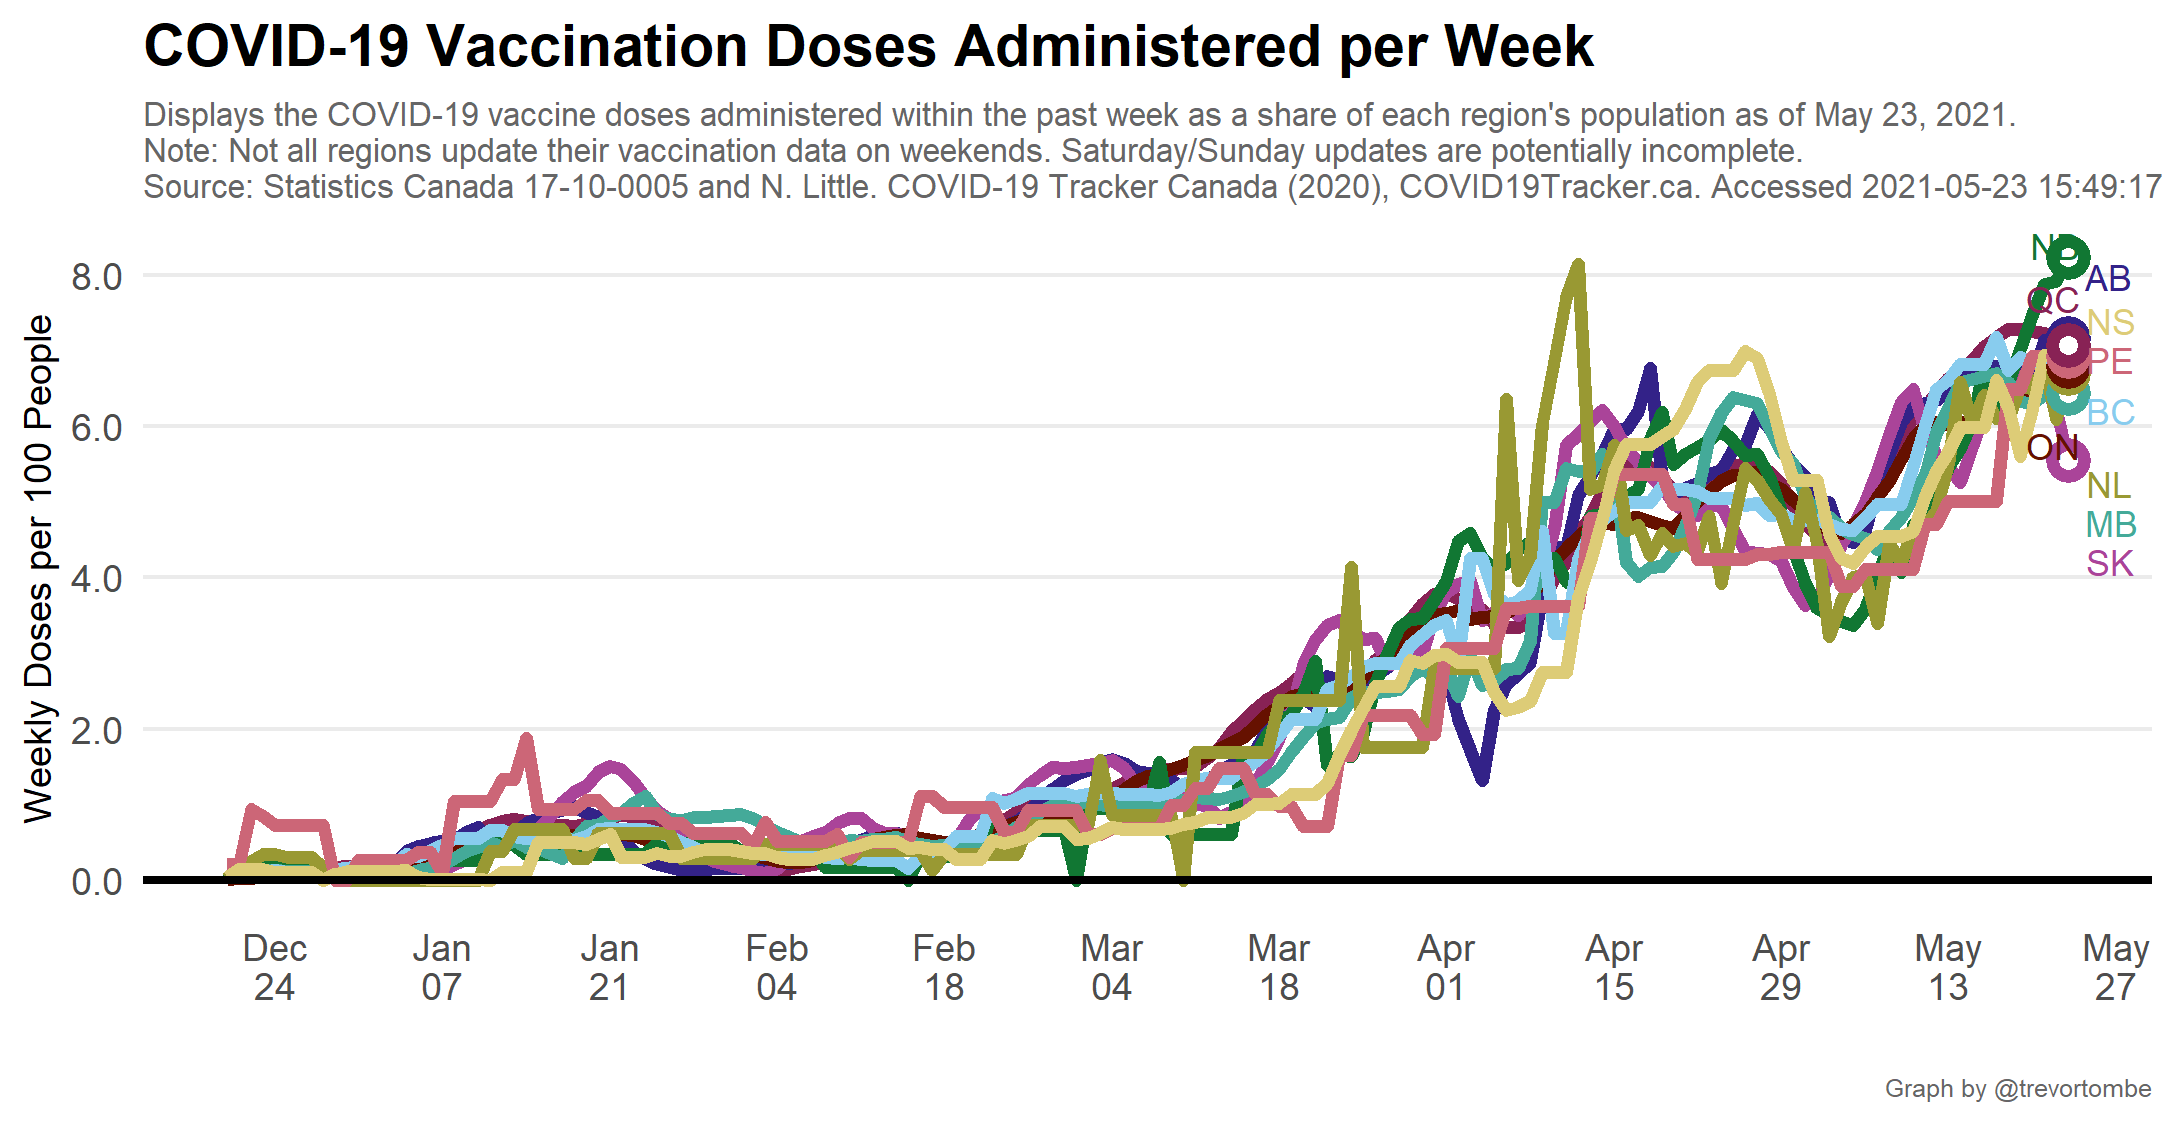 COVID-19 Vaccination Doses Administered per Week
Displays the COVID-19 vaccine doses administered within the past week as a share of each region's population as of May 23, 2021.
Note: Not all regions update their vaccination data on weekends. Saturday/Sunday updates are potentially incomplete.
Source: Statistics Canada 17-10-0005 and N. Little. COVID-19 Tracker Canada (2020), COVID19Tracker.ca. Accessed 2021-05-23 15:49:17
Weekly Doses per 100 People
8.0
6.0
4.0
2.0
0.0
NB
AB
QC
NS
PE
BC
ON
NL
MB
SK
Dec Jan Jan Feb Feb Mar Mar Apr Apr Apr May May
24 07 21 04 18 04 18 01 15 29 13 27
Graph by @trevortombe